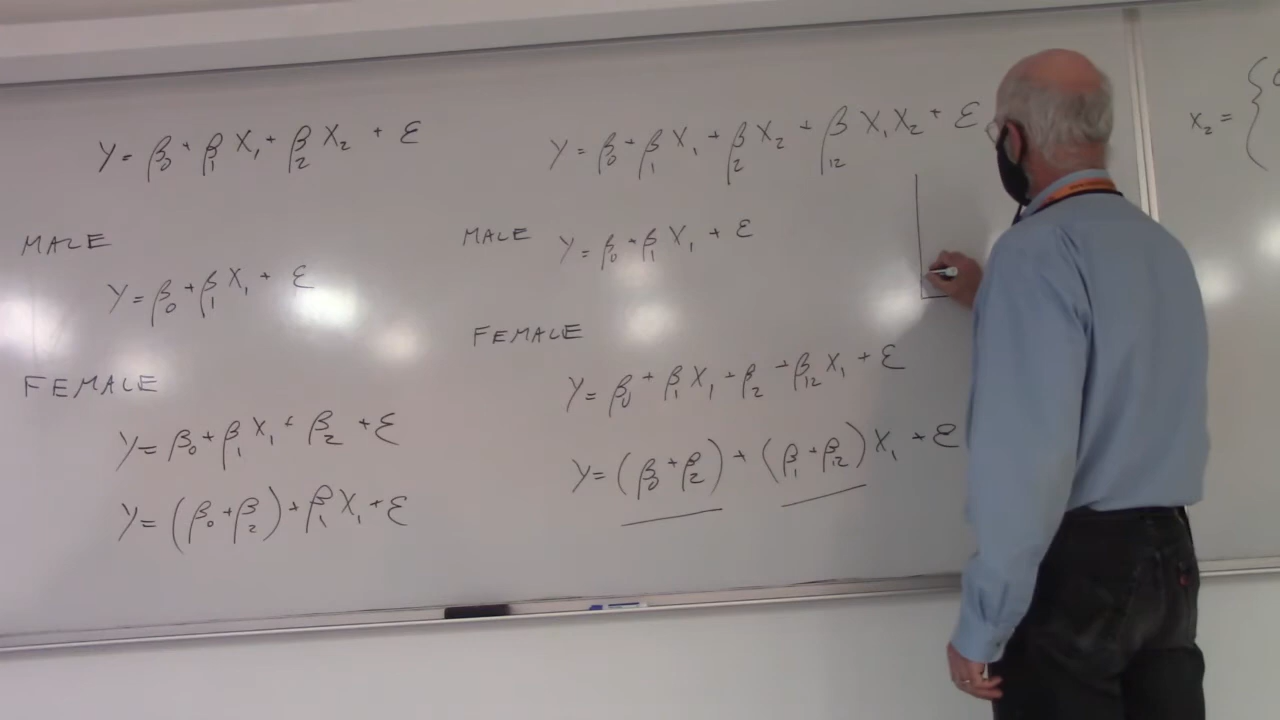 Y = β₀ + β₁ X₁ + β₂ X₂ + ε
MALE
Y = β₀ + β₁ X₁ + ε
FEMALE
Y = β₀ + β₁ X₁ + β₂ + ε
Y = (β₀ + β₂) + β₁ X₁ + ε
Y = β₀ + β₁ X₁ + β₂ X₂ + β₁₂ X₁ X₂ + ε
MALE Y = β₀ + β₁ X₁ + ε
FEMALE
Y = β₀ + β₁ X₁ + β₂ + β₁₂ X₁ + ε
Y = (β₀ + β₂) + (β₁ + β₁₂) X₁ + ε
X₂ = {